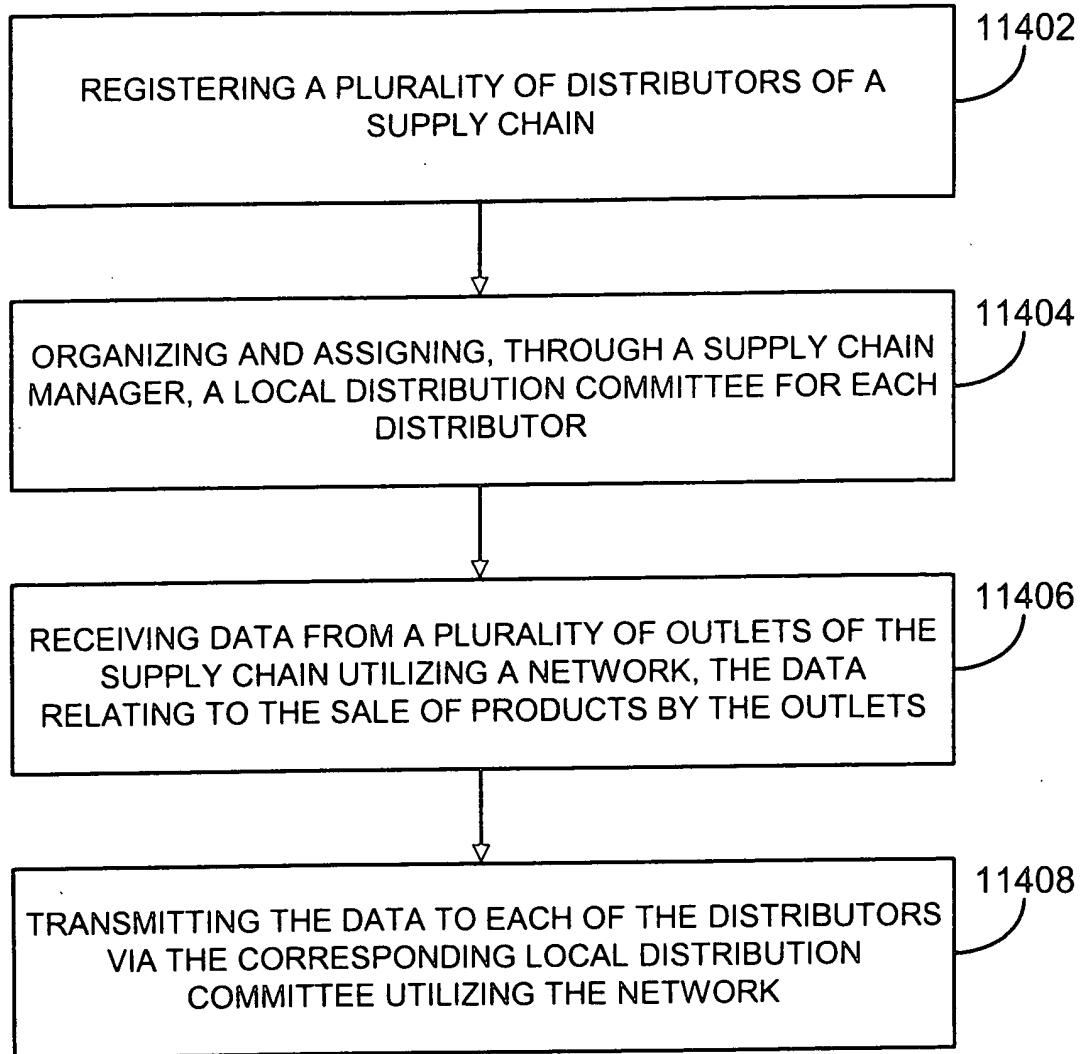 11402
REGISTERING A PLURALITY OF DISTRIBUTORS OF A
SUPPLY CHAIN
11404
ORGANIZING AND ASSIGNING, THROUGH A SUPPLY CHAIN
MANAGER, A LOCAL DISTRIBUTION COMMITTEE FOR EACH
DISTRIBUTOR
11406
RECEIVING DATA FROM A PLURALITY OF OUTLETS OF THE
SUPPLY CHAIN UTILIZING A NETWORK, THE DATA
RELATING TO THE SALE OF PRODUCTS BY THE OUTLETS
11408
TRANSMITTING THE DATA TO EACH OF THE DISTRIBUTORS
VIA THE CORRESPONDING LOCAL DISTRIBUTION
COMMITTEE UTILIZING THE NETWORK